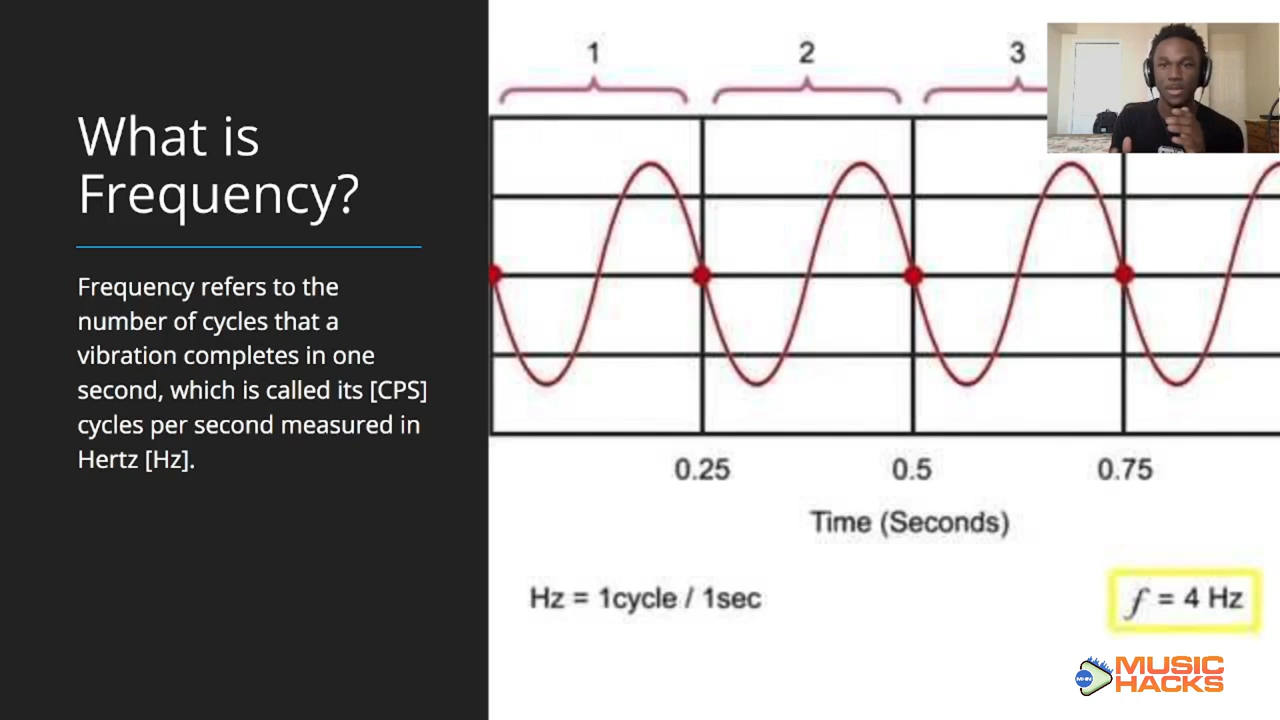 What is
Frequency?
Frequency refers to the
number of cycles that a
vibration completes in one
second, which is called its [CPS]
cycles per second measured in
Hertz [Hz].
1 2 3
0.25 0.5 0.75
Time (Seconds)
Hz = 1cycle / 1sec
f = 4 Hz
MHN
MUSIC
HACKS